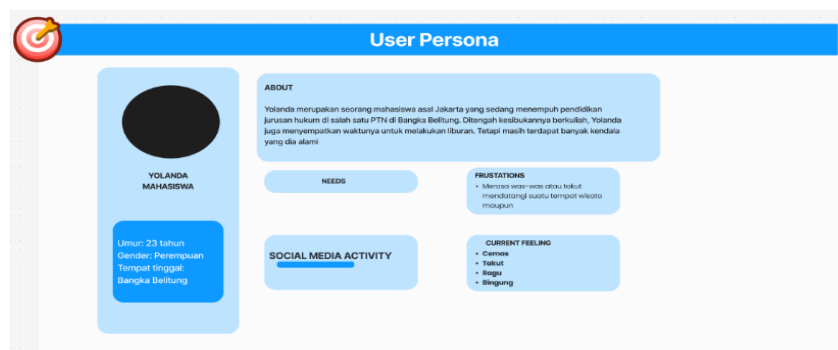 User Persona
YOLANDA
MAHASISWA
Umur: 23 tahun
Gender: Perempuan
Tempat tinggal:
Bangka Belitung
ABOUT
Yolanda merupakan seorang mahasiswa asal Jakarta yang sedang menempuh pendidikan
jurusan hukum di salah satu PTN di Bangka Belitung. Ditengah kesibukannya berkuliah, Yolanda
juga menyempatkan waktunya untuk melakukan liburan. Tetapi masih terdapat banyak kendala
yang dia alami
NEEDS
FRUSTATIONS
• Merasa was-was atau takut
mendatangi suatu tempat wisata
maupun
SOCIAL MEDIA ACTIVITY
CURRENT FEELING
• Cemas
• Takut
• Ragu
• Bingung